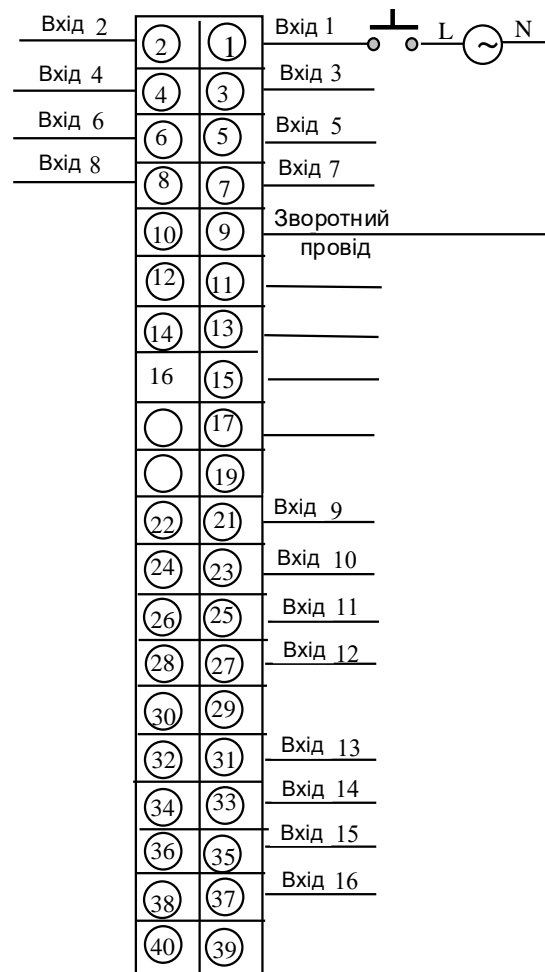 Вхід 2 2 1 Вхід 1 L ~ N
Вхід 4 4 3 Вхід 3
Вхід 6 6 5 Вхід 5
Вхід 8 8 7 Вхід 7
10 9 Зворотний
провід
12 11
14 13
16 15
17
19
22 21 Вхід 9
24 23 Вхід 10
26 25 Вхід 11
28 27 Вхід 12
30 29
32 31 Вхід 13
34 33 Вхід 14
36 35 Вхід 15
38 37 Вхід 16
40 39